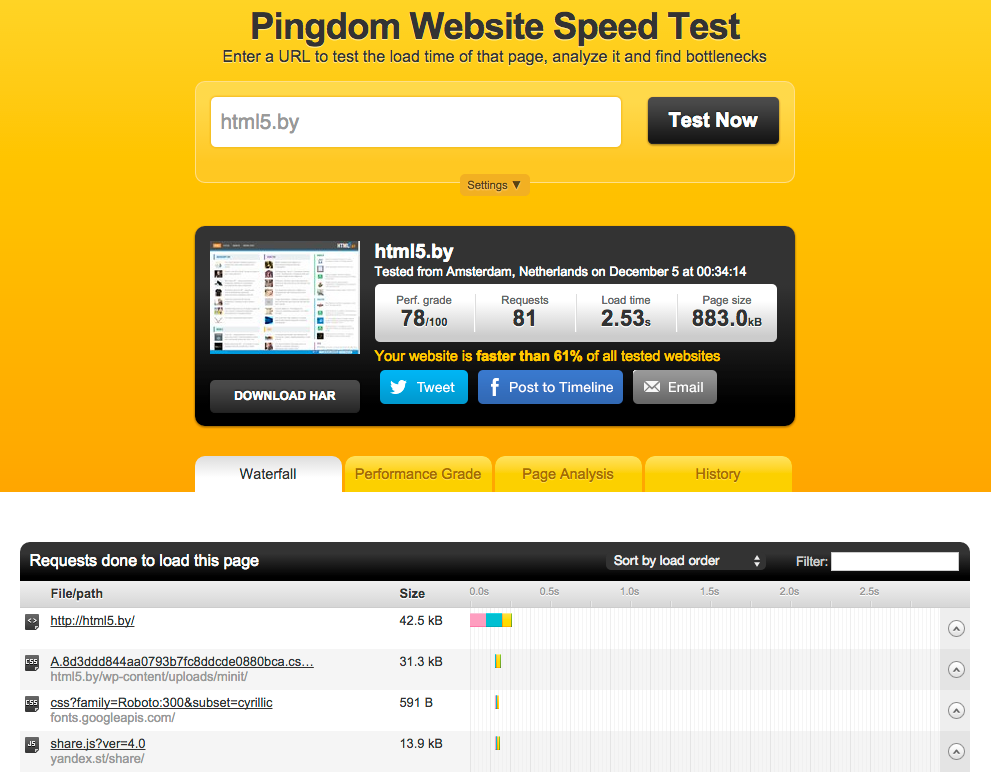 Pingdom Website Speed Test
Enter a URL to test the load time of that page, analyze it and find bottlenecks
html5.by
Test Now
Settings ▼
html5.by
Tested from Amsterdam, Netherlands on December 5 at 00:34:14
Perf. grade Requests Load time Page size
78/100 81 2.53s 883.0kB
Your website is faster than 61% of all tested websites
Tweet Post to Timeline Email
DOWNLOAD HAR
Waterfall Performance Grade Page Analysis History
Requests done to load this page Sort by load order Filter:
File/path Size 0.0s 0.5s 1.0s 1.5s 2.0s 2.5s
<> http://html5.by/ 42.5 kB
CSS A.8d3ddd844aa0793b7fc8ddcde0880bca.cs… 31.3 kB
html5.by/wp-content/uploads/minit/
CSS css?family=Roboto:300&subset=cyrillic 591 B
fonts.googleapis.com/
JS share.js?ver=4.0 13.9 kB
yandex.st/share/